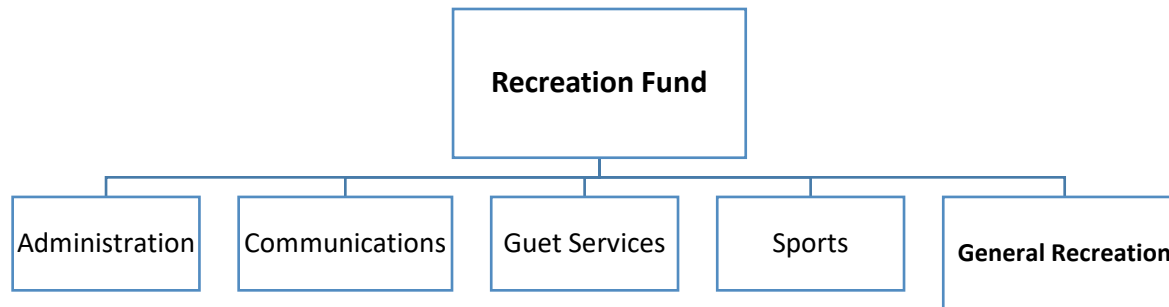 Recreation Fund
Administration
Communications
Guet Services
Sports
General Recreation